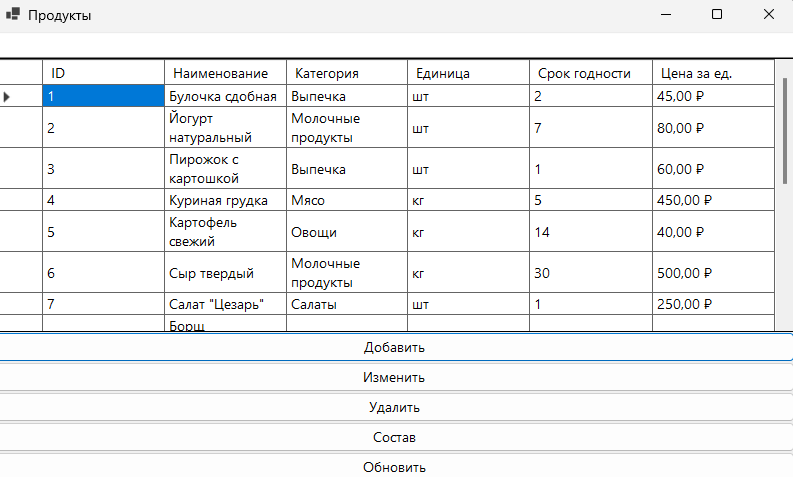 Продукты
ID Наименование Категория Единица Срок годности Цена за ед.
1 Булочка сдобная Выпечка шт 2 45,00 ₽
2 Йогурт натуральный Молочные продукты шт 7 80,00 ₽
3 Пирожок с картошкой Выпечка шт 1 60,00 ₽
4 Куриная грудка Мясо кг 5 450,00 ₽
5 Картофель свежий Овощи кг 14 40,00 ₽
6 Сыр твердый Молочные продукты кг 30 500,00 ₽
7 Салат "Цезарь" Салаты шт 1 250,00 ₽
Борщ
Добавить
Изменить
Удалить
Состав
Обновить